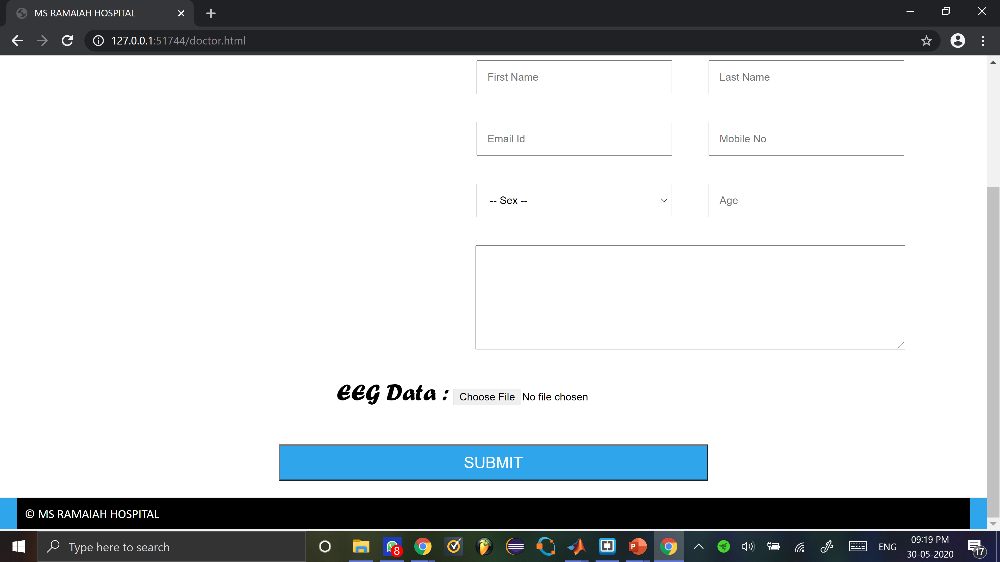 MS RAMAIAH HOSPITAL
127.0.0.1:51744/doctor.html
First Name
Last Name
Email Id
Mobile No
-- Sex --
Age
EEG Data : Choose File No file chosen
SUBMIT
© MS RAMAIAH HOSPITAL
Type here to search
8
P
ENG
09:19 PM
30-05-2020
17